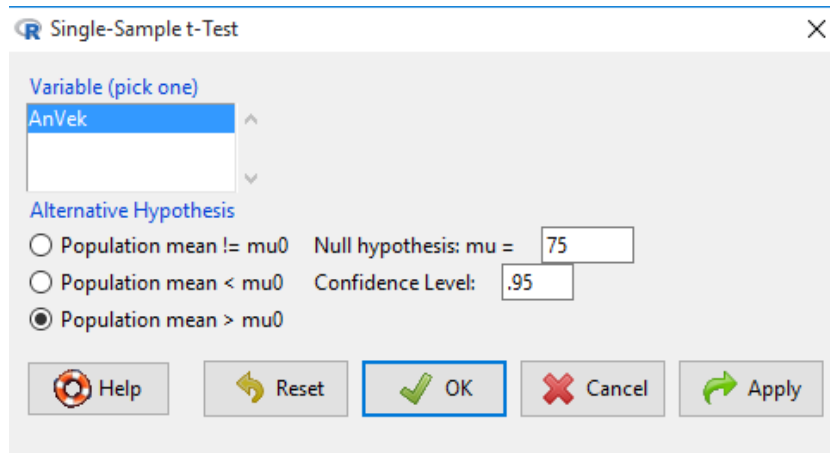 R Single-Sample t-Test
Variable (pick one)
AnVek
Alternative Hypothesis
Population mean != mu0 Null hypothesis: mu = 75
Population mean < mu0 Confidence Level: .95
Population mean > mu0
Help Reset OK Cancel Apply